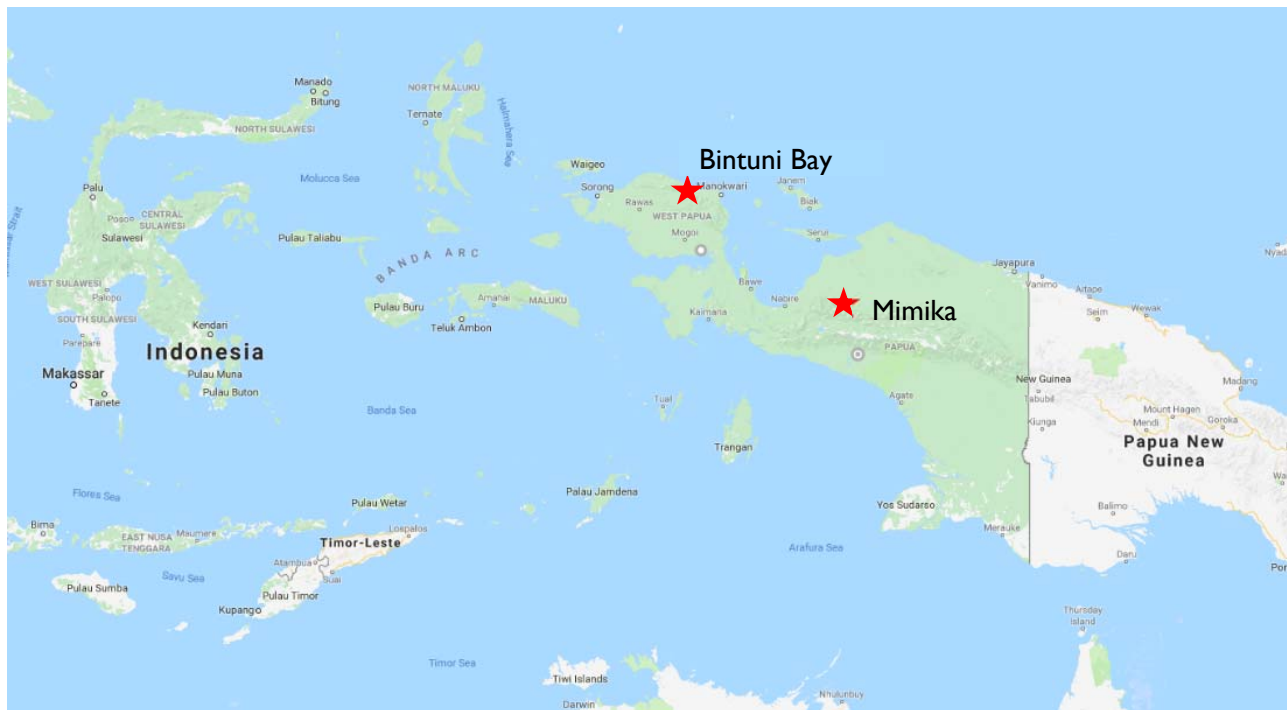 Manado
Bitung
NORTH SULAWESI
NORTH MALUKU
Ternate
Halmahera Sea
Molucca Sea
Palu
Poso
CENTRAL
SULAWESI
Sulawesi
Pulau Taliabu
WEST SULAWESI
Palopo
SOUTH SULAWESI
Parepare
Kendari
Indonesia
Makassar
Pulau Muna
Pulau Buton
Tanete
BANDA ARC
Pulau Buru
Amahai
MALUKU
Teluk Ambon
Banda Sea
Waigeo
Sorong
Rawas
Bintuni Bay
Manokwari
WEST PAPUA
Mogoi
Janem
Biak
Serui
Bawe
Nabire
Kaimana
Mimika
PAPUA
Jayapura
Vanimo
Aitape
Wewak
Seim
Nyad
Agate
New Guinea
Tabubil
Kiunga
Mount Hagen
Mendi
Goroka
Madang
Papua New
Guinea
Wa
Balimo
Daru
Por
Tual
Trangan
Yos Sudarso
Merauke
Arafura Sea
Palau Jamdena
Flores Sea
Bima
EAST NUSA
TENGGARA
Maumere
Savu Sea
Pulau Sumba
Pulau Wetar
Lospalos
Timor-Leste
Atambua
Suai
Pulau Timor
Kupang
Timor Sea
Tiwi Islands
Darwin
Nhulunbuy
Thursday
Island